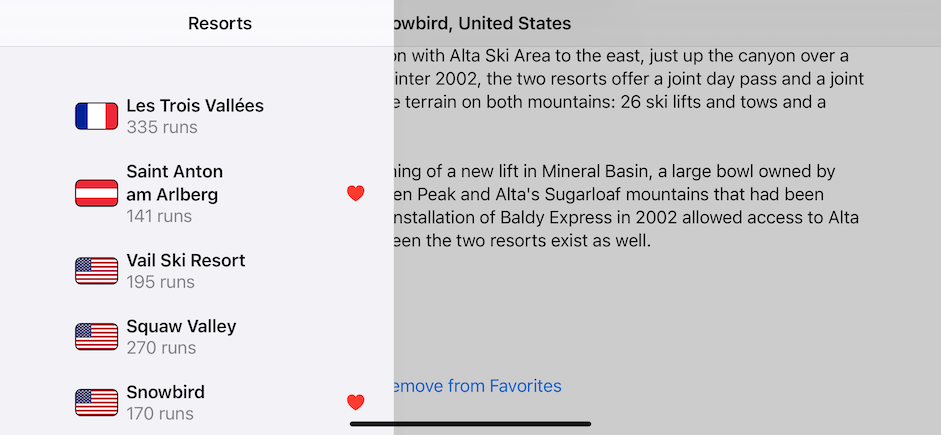 Resorts
Les Trois Vallées
335 runs
Saint Anton
am Arlberg
141 runs
Vail Ski Resort
195 runs
Squaw Valley
270 runs
Snowbird
170 runs
owbird, United States
on with Alta Ski Area to the east, just up the canyon over a
inter 2002, the two resorts offer a joint day pass and a joint
e terrain on both mountains: 26 ski lifts and tows and a
ning of a new lift in Mineral Basin, a large bowl owned by
en Peak and Alta's Sugarloaf mountains that had been
nstallation of Baldy Express in 2002 allowed access to Alta
een the two resorts exist as well.
emove from Favorites